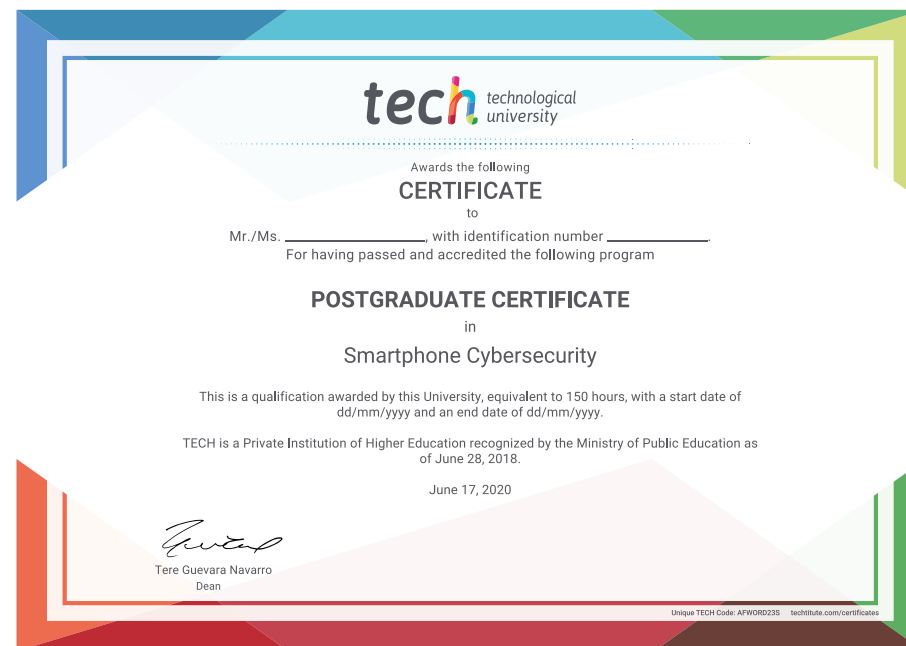 tech technological
university
Awards the following
CERTIFICATE
to
Mr./Ms. ____________________, with identification number ______________.
For having passed and accredited the following program
POSTGRADUATE CERTIFICATE
in
Smartphone Cybersecurity
This is a qualification awarded by this University, equivalent to 150 hours, with a start date of
dd/mm/yyyy and an end date of dd/mm/yyyy.
TECH is a Private Institution of Higher Education recognized by the Ministry of Public Education as
of June 28, 2018.
June 17, 2020
Tere Guevara Navarro
Dean
Unique TECH Code: AFWORD23S techtitute.com/certificates